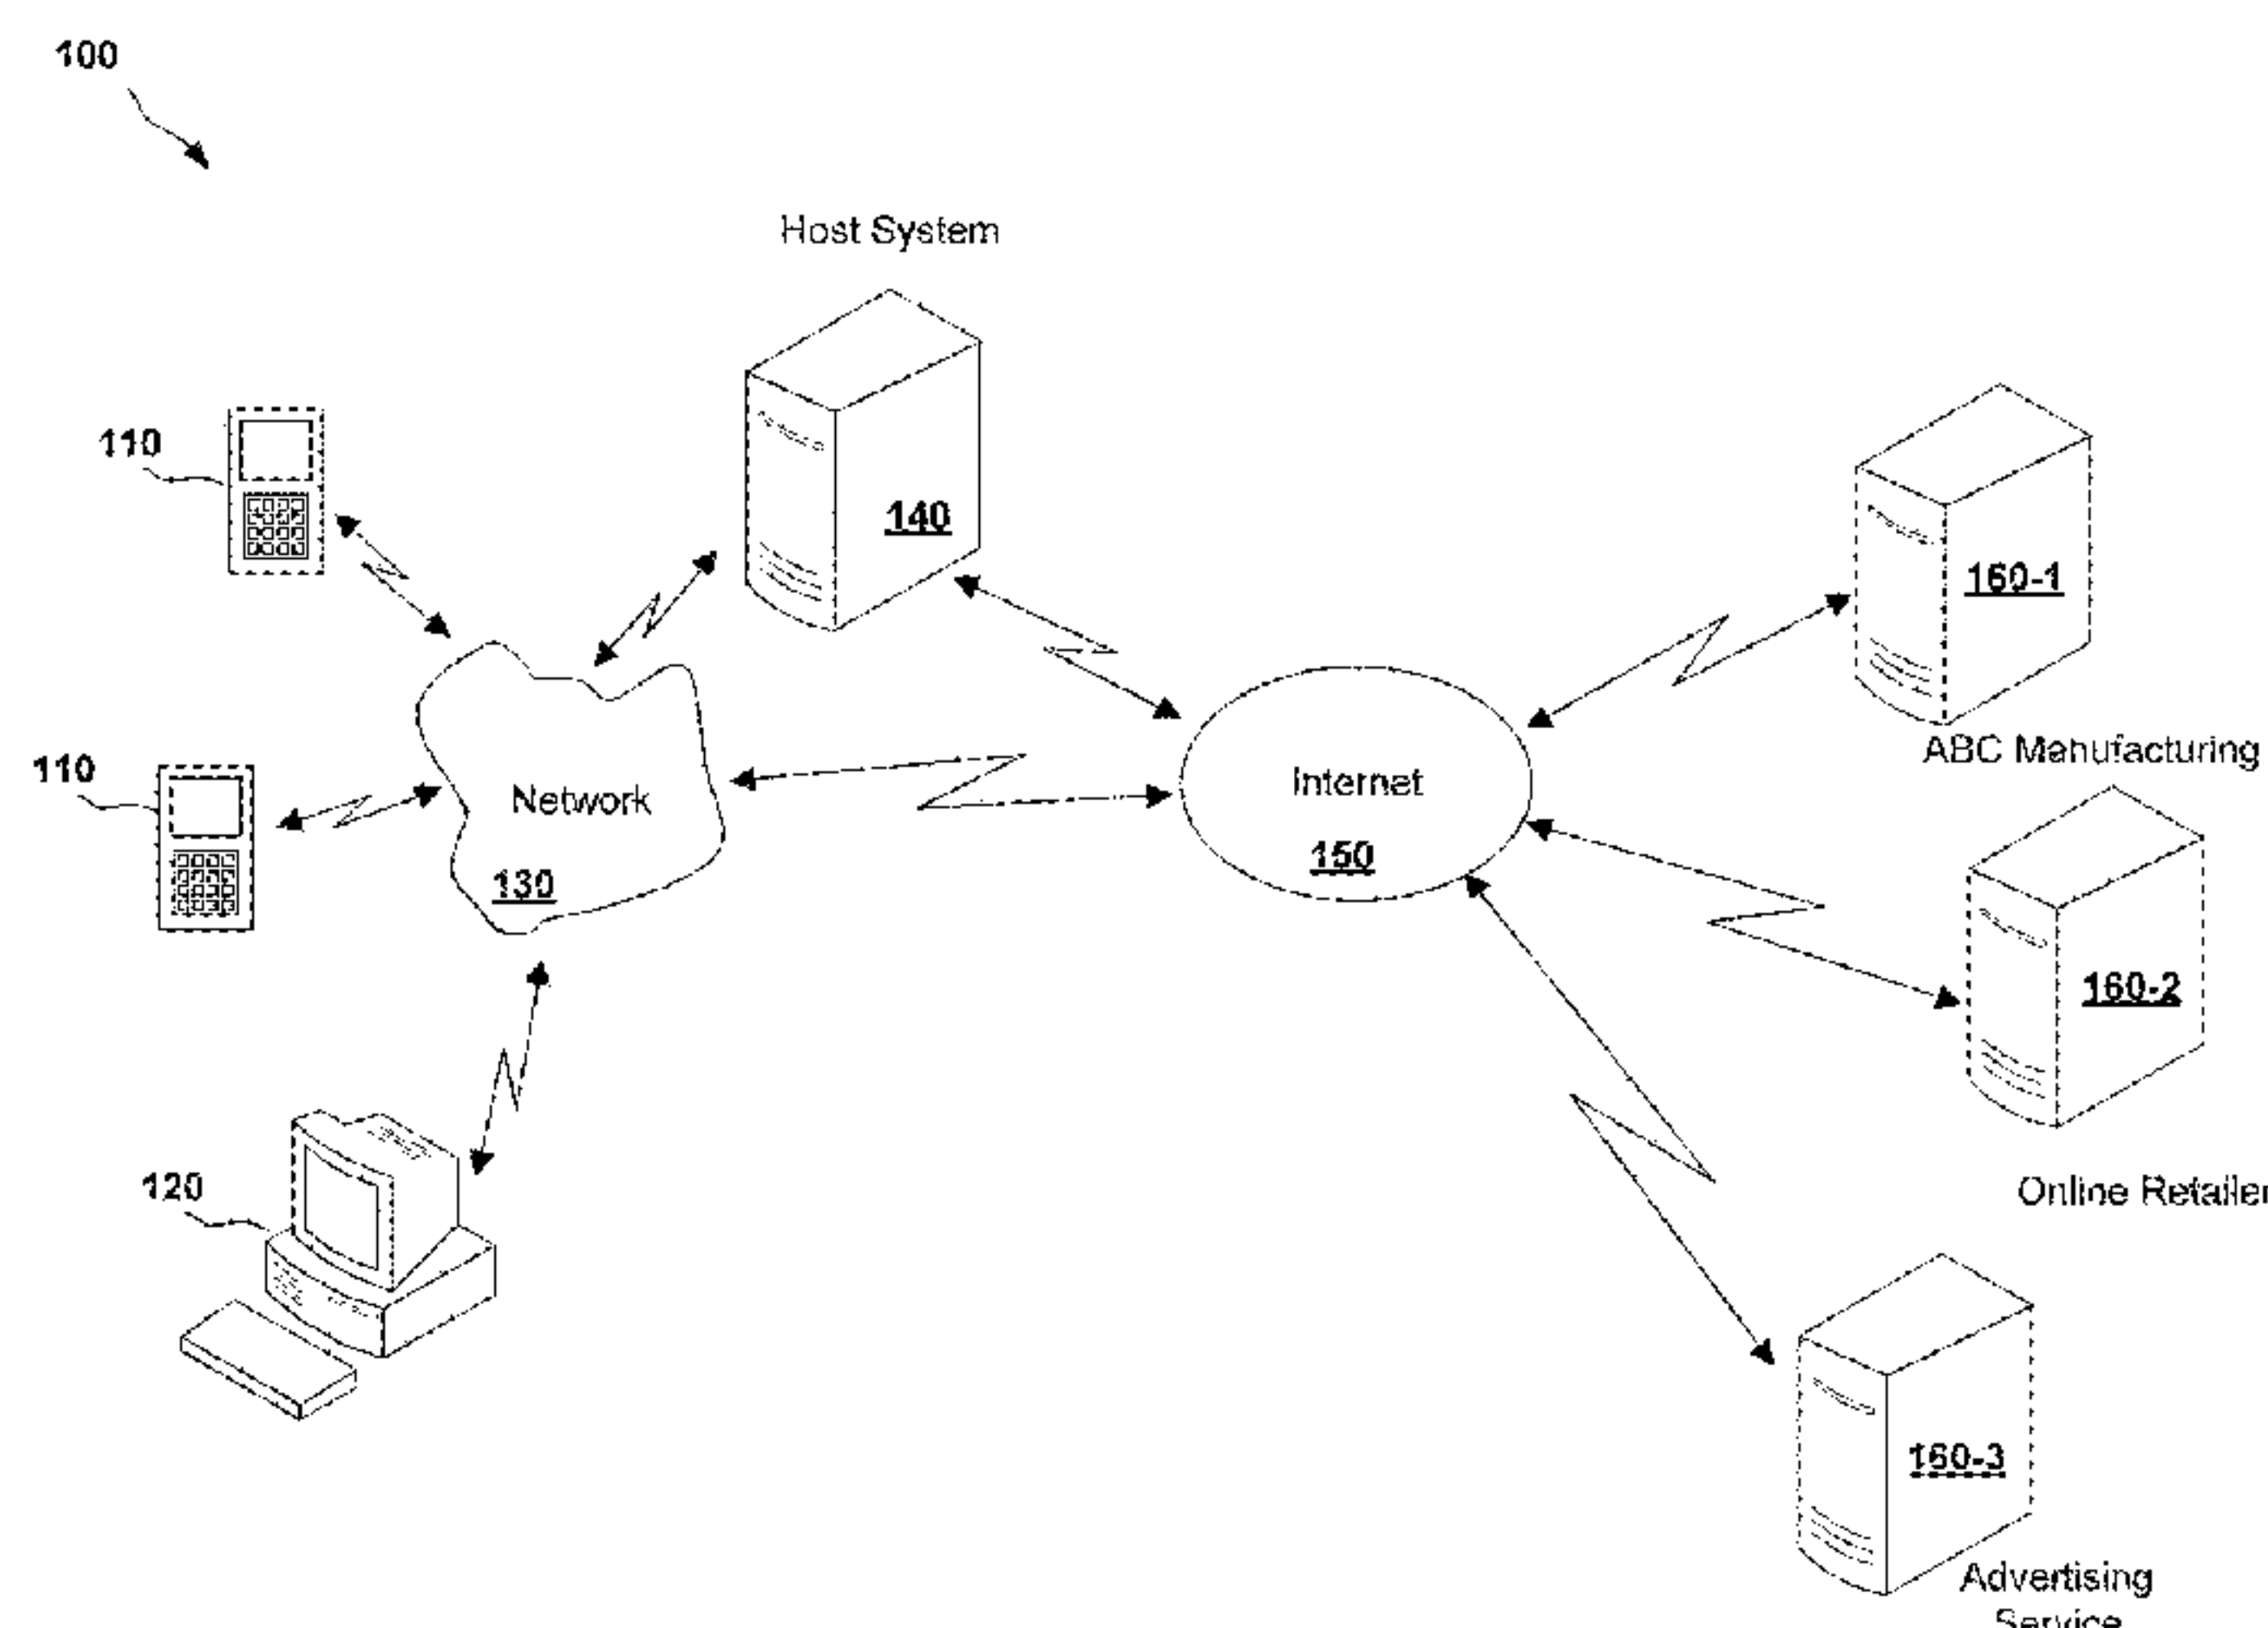 100
Host System
110
140
160-1
ABC Manufacturing
110
Network
130
Internet
150
160-2
120
Online Retailer
160-3
Advertising
Service